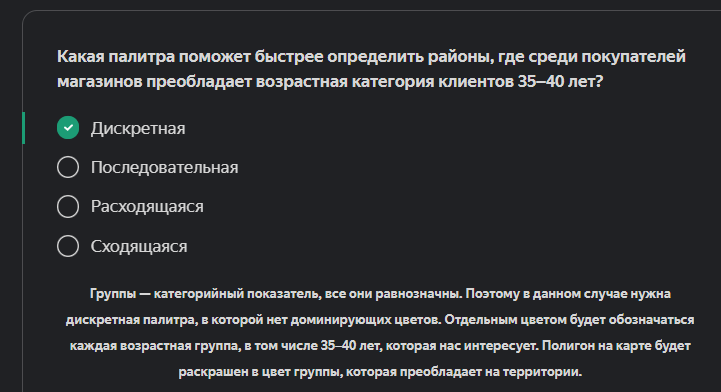 Какая палитра поможет быстрее определить районы, где среди покупателей
магазинов преобладает возрастная категория клиентов 35–40 лет?
Дискретная
Последовательная
Расходящаяся
Сходящаяся
Группы — категорийный показатель, все они равнозначны. Поэтому в данном случае нужна
дискретная палитра, в которой нет доминирующих цветов. Отдельным цветом будет обозначаться
каждая возрастная группа, в том числе 35–40 лет, которая нас интересует. Полигон на карте будет
раскрашен в цвет группы, которая преобладает на территории.